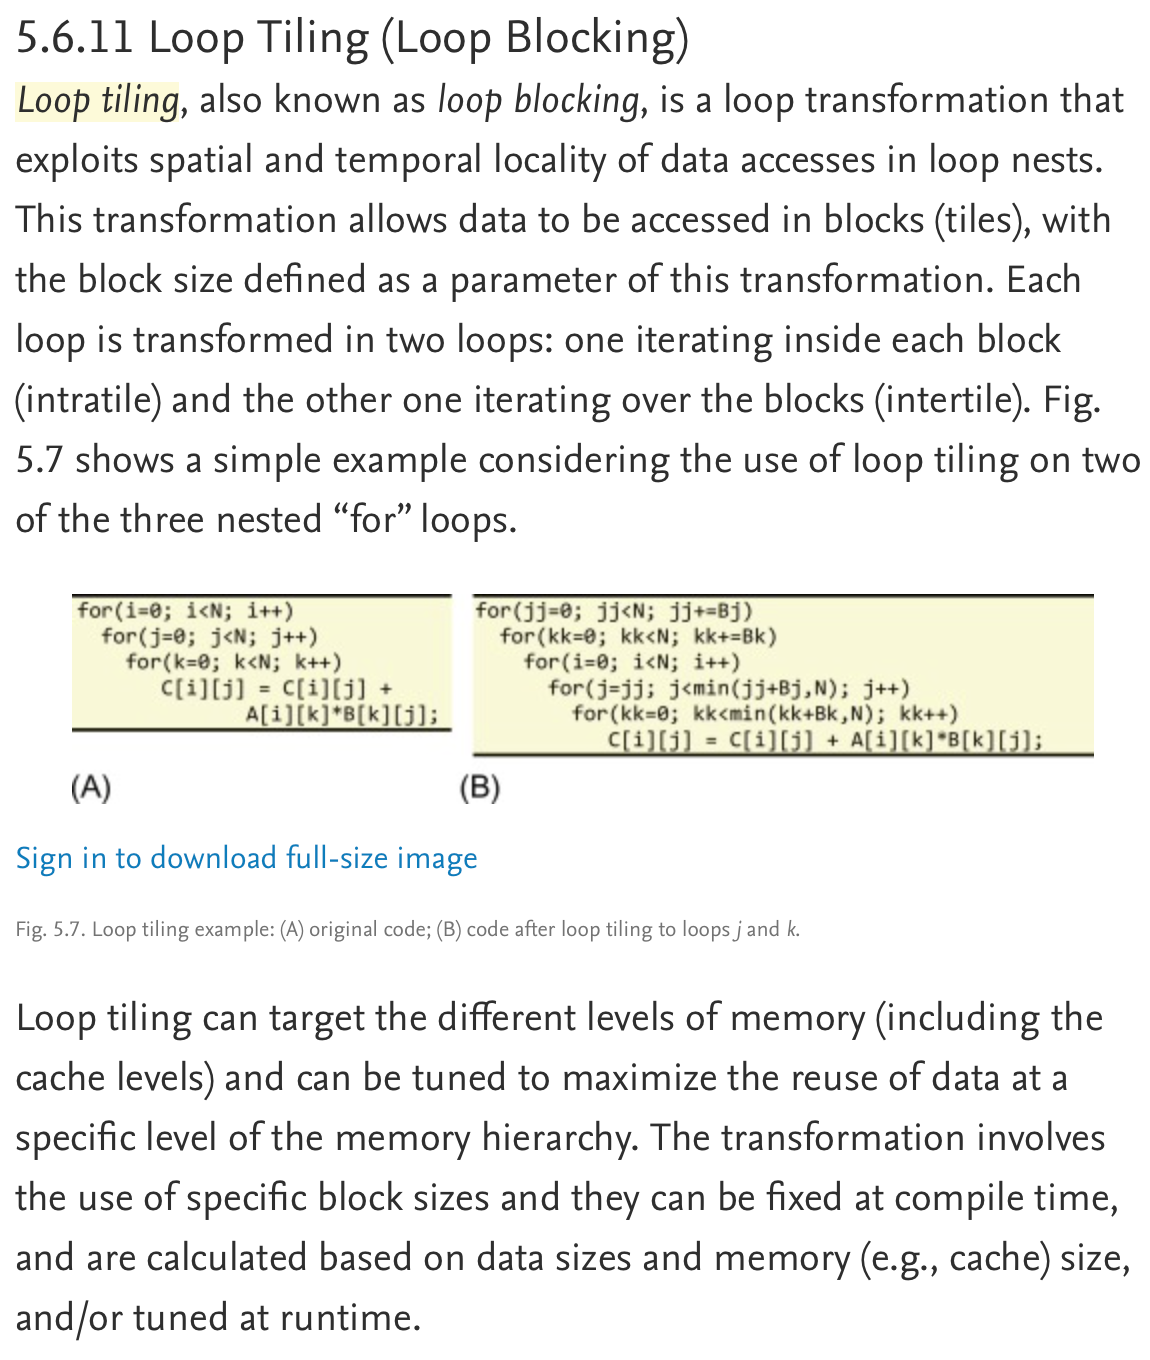 5.6.11 Loop Tiling (Loop Blocking)
Loop tiling, also known as loop blocking, is a loop transformation that
exploits spatial and temporal locality of data accesses in loop nests.
This transformation allows data to be accessed in blocks (tiles), with
the block size defined as a parameter of this transformation. Each
loop is transformed in two loops: one iterating inside each block
(intratile) and the other one iterating over the blocks (intertile). Fig.
5.7 shows a simple example considering the use of loop tiling on two
of the three nested “for” loops.
for(i=0; i<N; i++)
for(j=0; j<N; j++)
for(k=0; k<N; k++)
C[i][j] = C[i][j] +
A[i][k]*B[k][j];
(A)
for(jj=0; jj<N; jj+=Bj)
for(kk=0; kk<N; kk+=Bk)
for(i=0; i<N; i++)
for(j=jj; j<min(jj+Bj,N); j++)
for(kk=0; kk<min(kk+Bk,N); kk++)
C[i][j] = C[i][j] + A[i][k]*B[k][j];
(B)
Sign in to download full-size image
Fig. 5.7. Loop tiling example: (A) original code; (B) code after loop tiling to loops j and k.
Loop tiling can target the different levels of memory (including the
cache levels) and can be tuned to maximize the reuse of data at a
specific level of the memory hierarchy. The transformation involves
the use of specific block sizes and they can be fixed at compile time,
and are calculated based on data sizes and memory (e.g., cache) size,
and/or tuned at runtime.